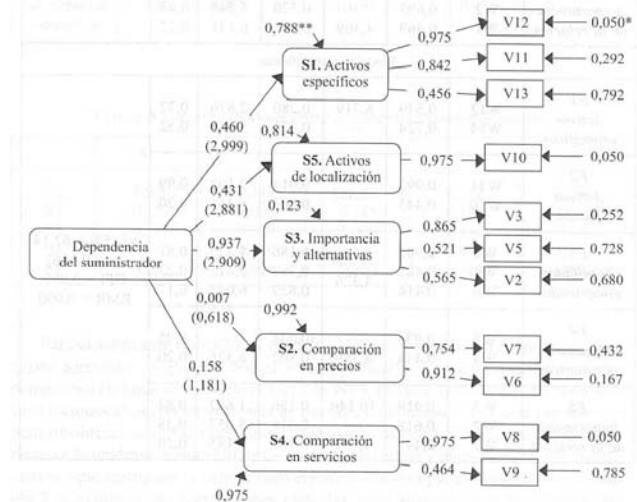 0,788**
S1. Activos
específicos
0,975
V12
0,050*
0,842
V11
0,292
0,456
V13
0,792
0,460
(2,999)
0,814
S5. Activos
de localización
0,975
V10
0,050
0,431
(2,881)
0,123
S3. Importancia
y alternativas
0,865
V3
0,252
0,521
V5
0,728
0,565
V2
0,680
Dependencia
del suministrador
0,937
(2,909)
0,007
(0,618)
0,992
S2. Comparación
en precios
0,754
V7
0,432
0,912
V6
0,167
0,158
(1,181)
S4. Comparación
en servicios
0,975
V8
0,050
0,464
V9
0,785
0,975